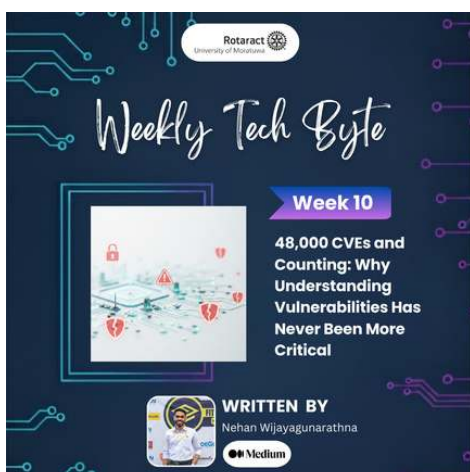 Rotaract
University of Moratuwa
Weekly Tech Byte
Week 10
48,000 CVEs and
Counting: Why
Understanding
Vulnerabilities Has
Never Been More
Critical
WRITTEN BY
Nehan Wijayagunarathna
Medium